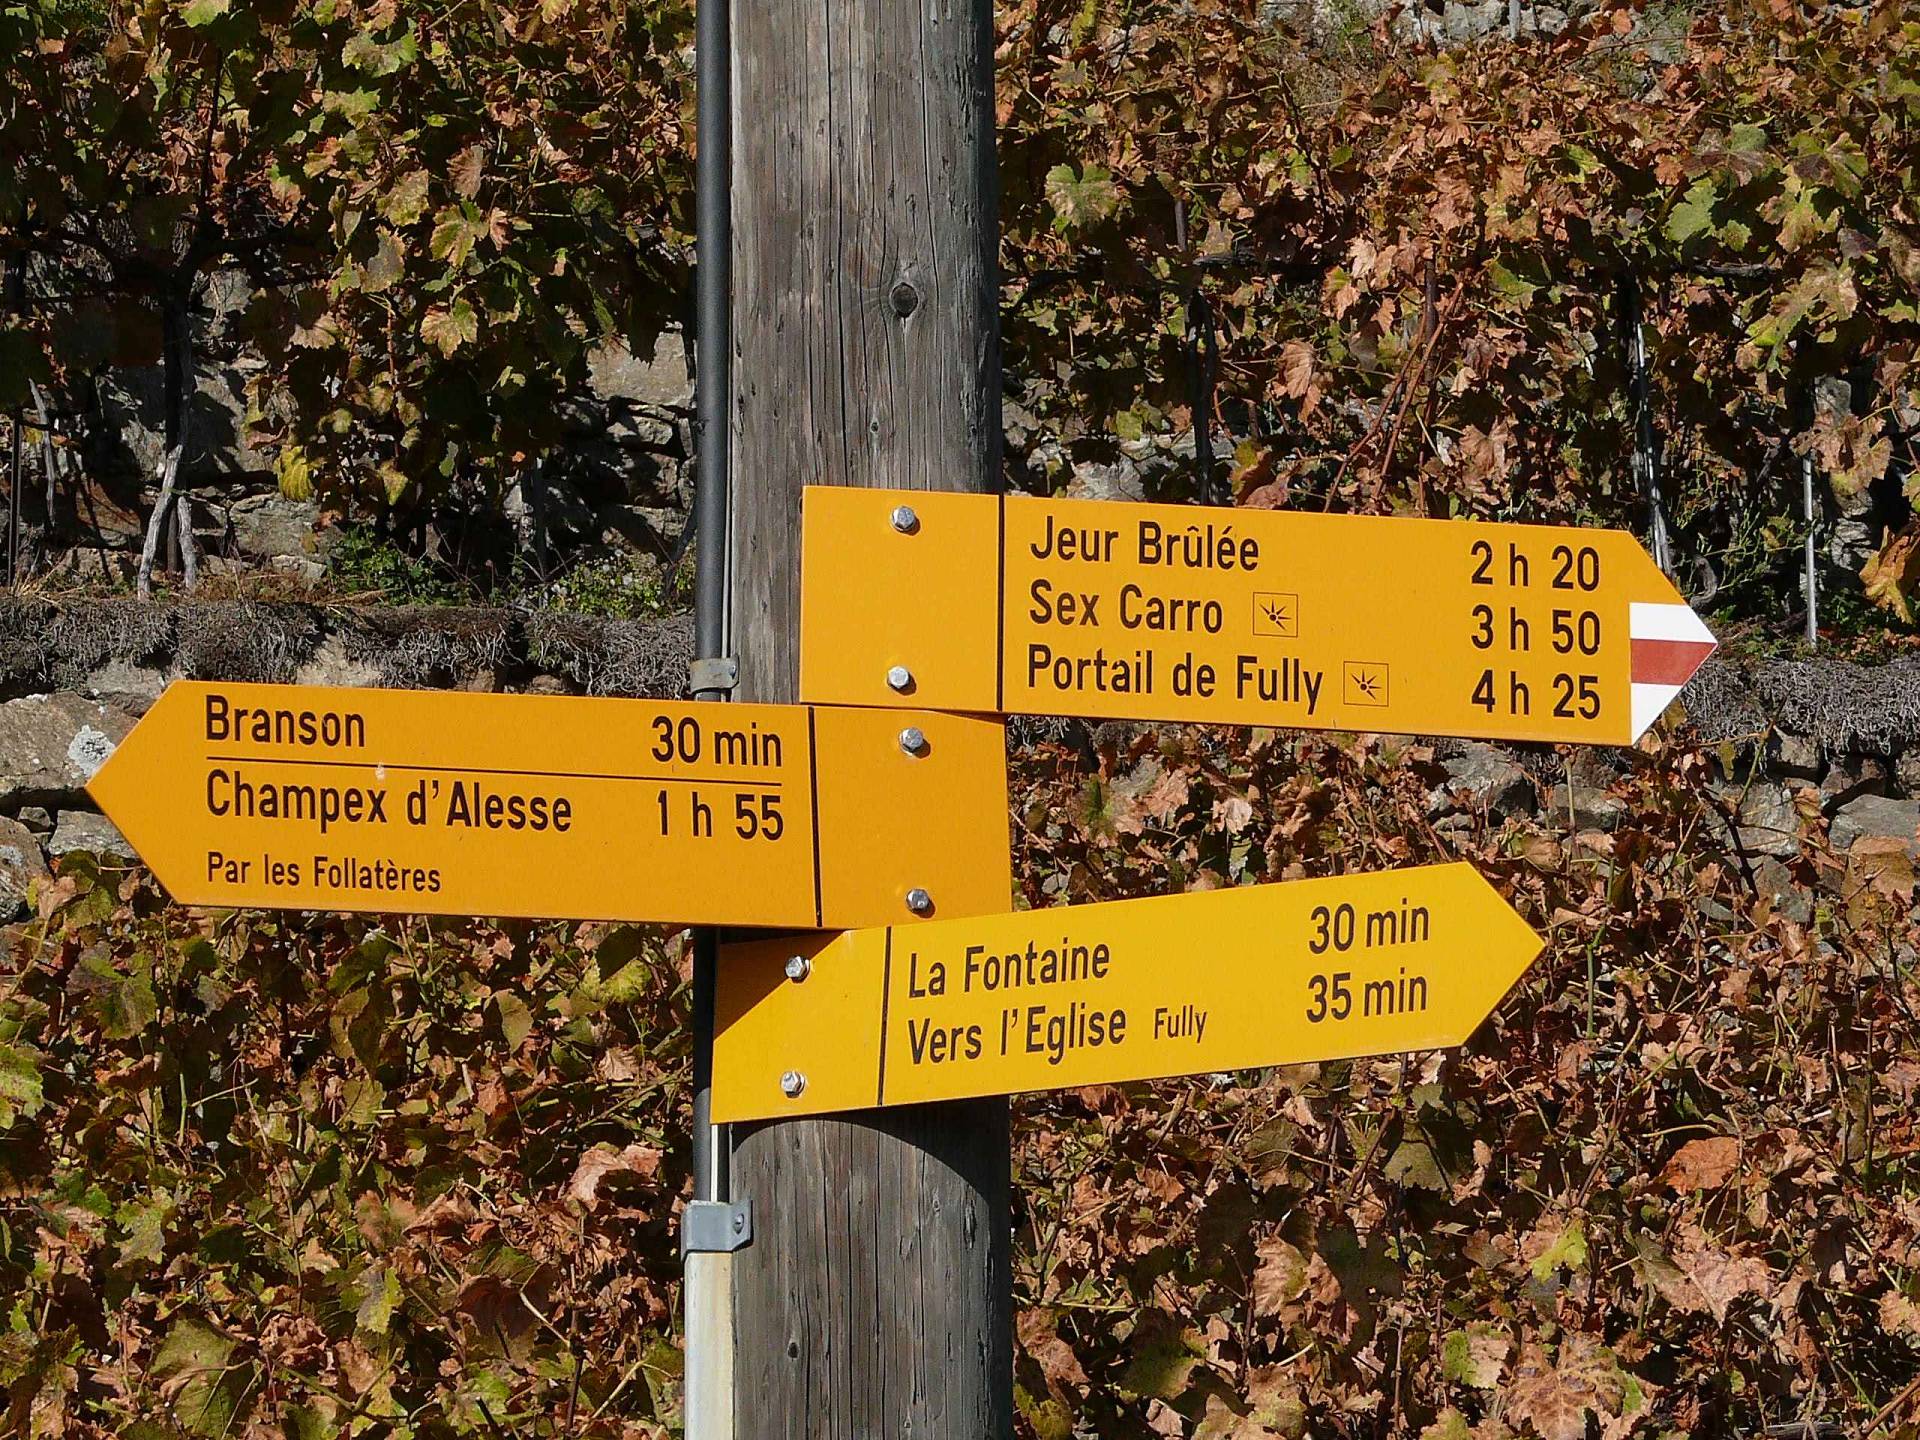 Jeur Brûlée 2 h 20
Sex Carro 3 h 50
Portail de Fully 4 h 25
Branson 30 min
Champex d'Alesse 1 h 55
Par les Follatères
La Fontaine 30 min
Vers l'Eglise Fully 35 min